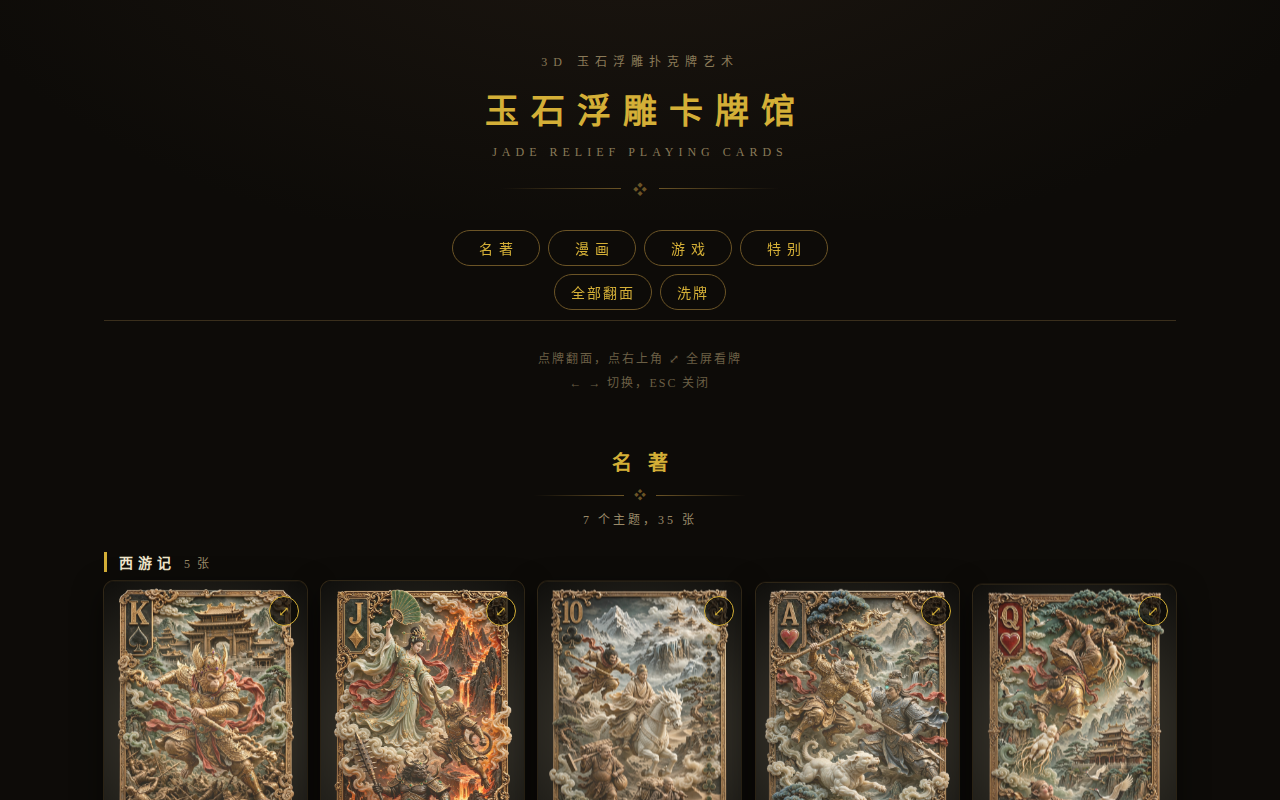 3D 玉石浮雕扑克牌艺术
玉石浮雕卡牌馆
JADE RELIEF PLAYING CARDS
名著 漫画 游戏 特别
全部翻面 洗牌
点牌翻面，点右上角 ⤢ 全屏看牌
← → 切换，ESC 关闭
名著
7 个主题，35 张
西游记 5 张
K J 10 A Q